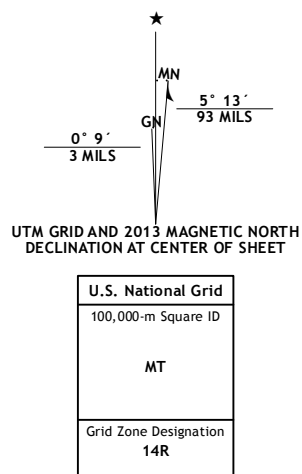 ★
MN
GN
5° 13´
93 MILS
0° 9´
3 MILS
UTM GRID AND 2013 MAGNETIC NORTH
DECLINATION AT CENTER OF SHEET
U.S. National Grid
100,000-m Square ID
MT
Grid Zone Designation
14R